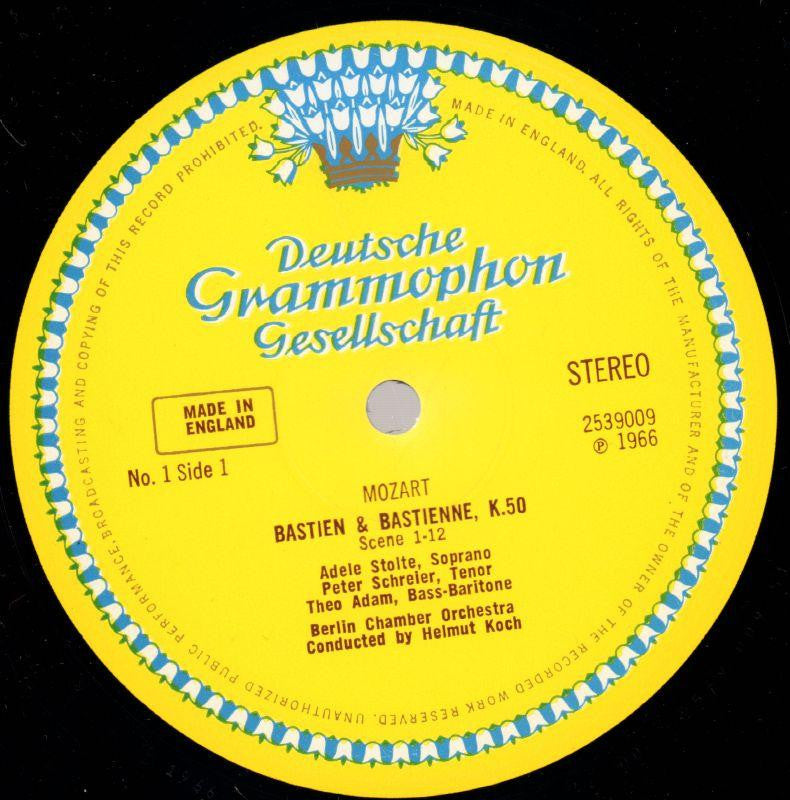 MADE IN ENGLAND. ALL RIGHTS OF THE MANUFACTURER AND OF THE OWNER OF THE RECORDED WORK RESERVED. UNAUTHORIZED PUBLIC PERFORMANCE, BROADCASTING AND COPYING OF THIS RECORD PROHIBITED.
Deutsche
Grammophon
Gesellschaft
STEREO
MADE IN
ENGLAND
2539009
℗ 1966
No. 1 Side 1
MOZART
BASTIEN & BASTIENNE, K.50
Scene 1-12
Adele Stolte, Soprano
Peter Schreier, Tenor
Theo Adam, Bass-Baritone
Berlin Chamber Orchestra
Conducted by Helmut Koch